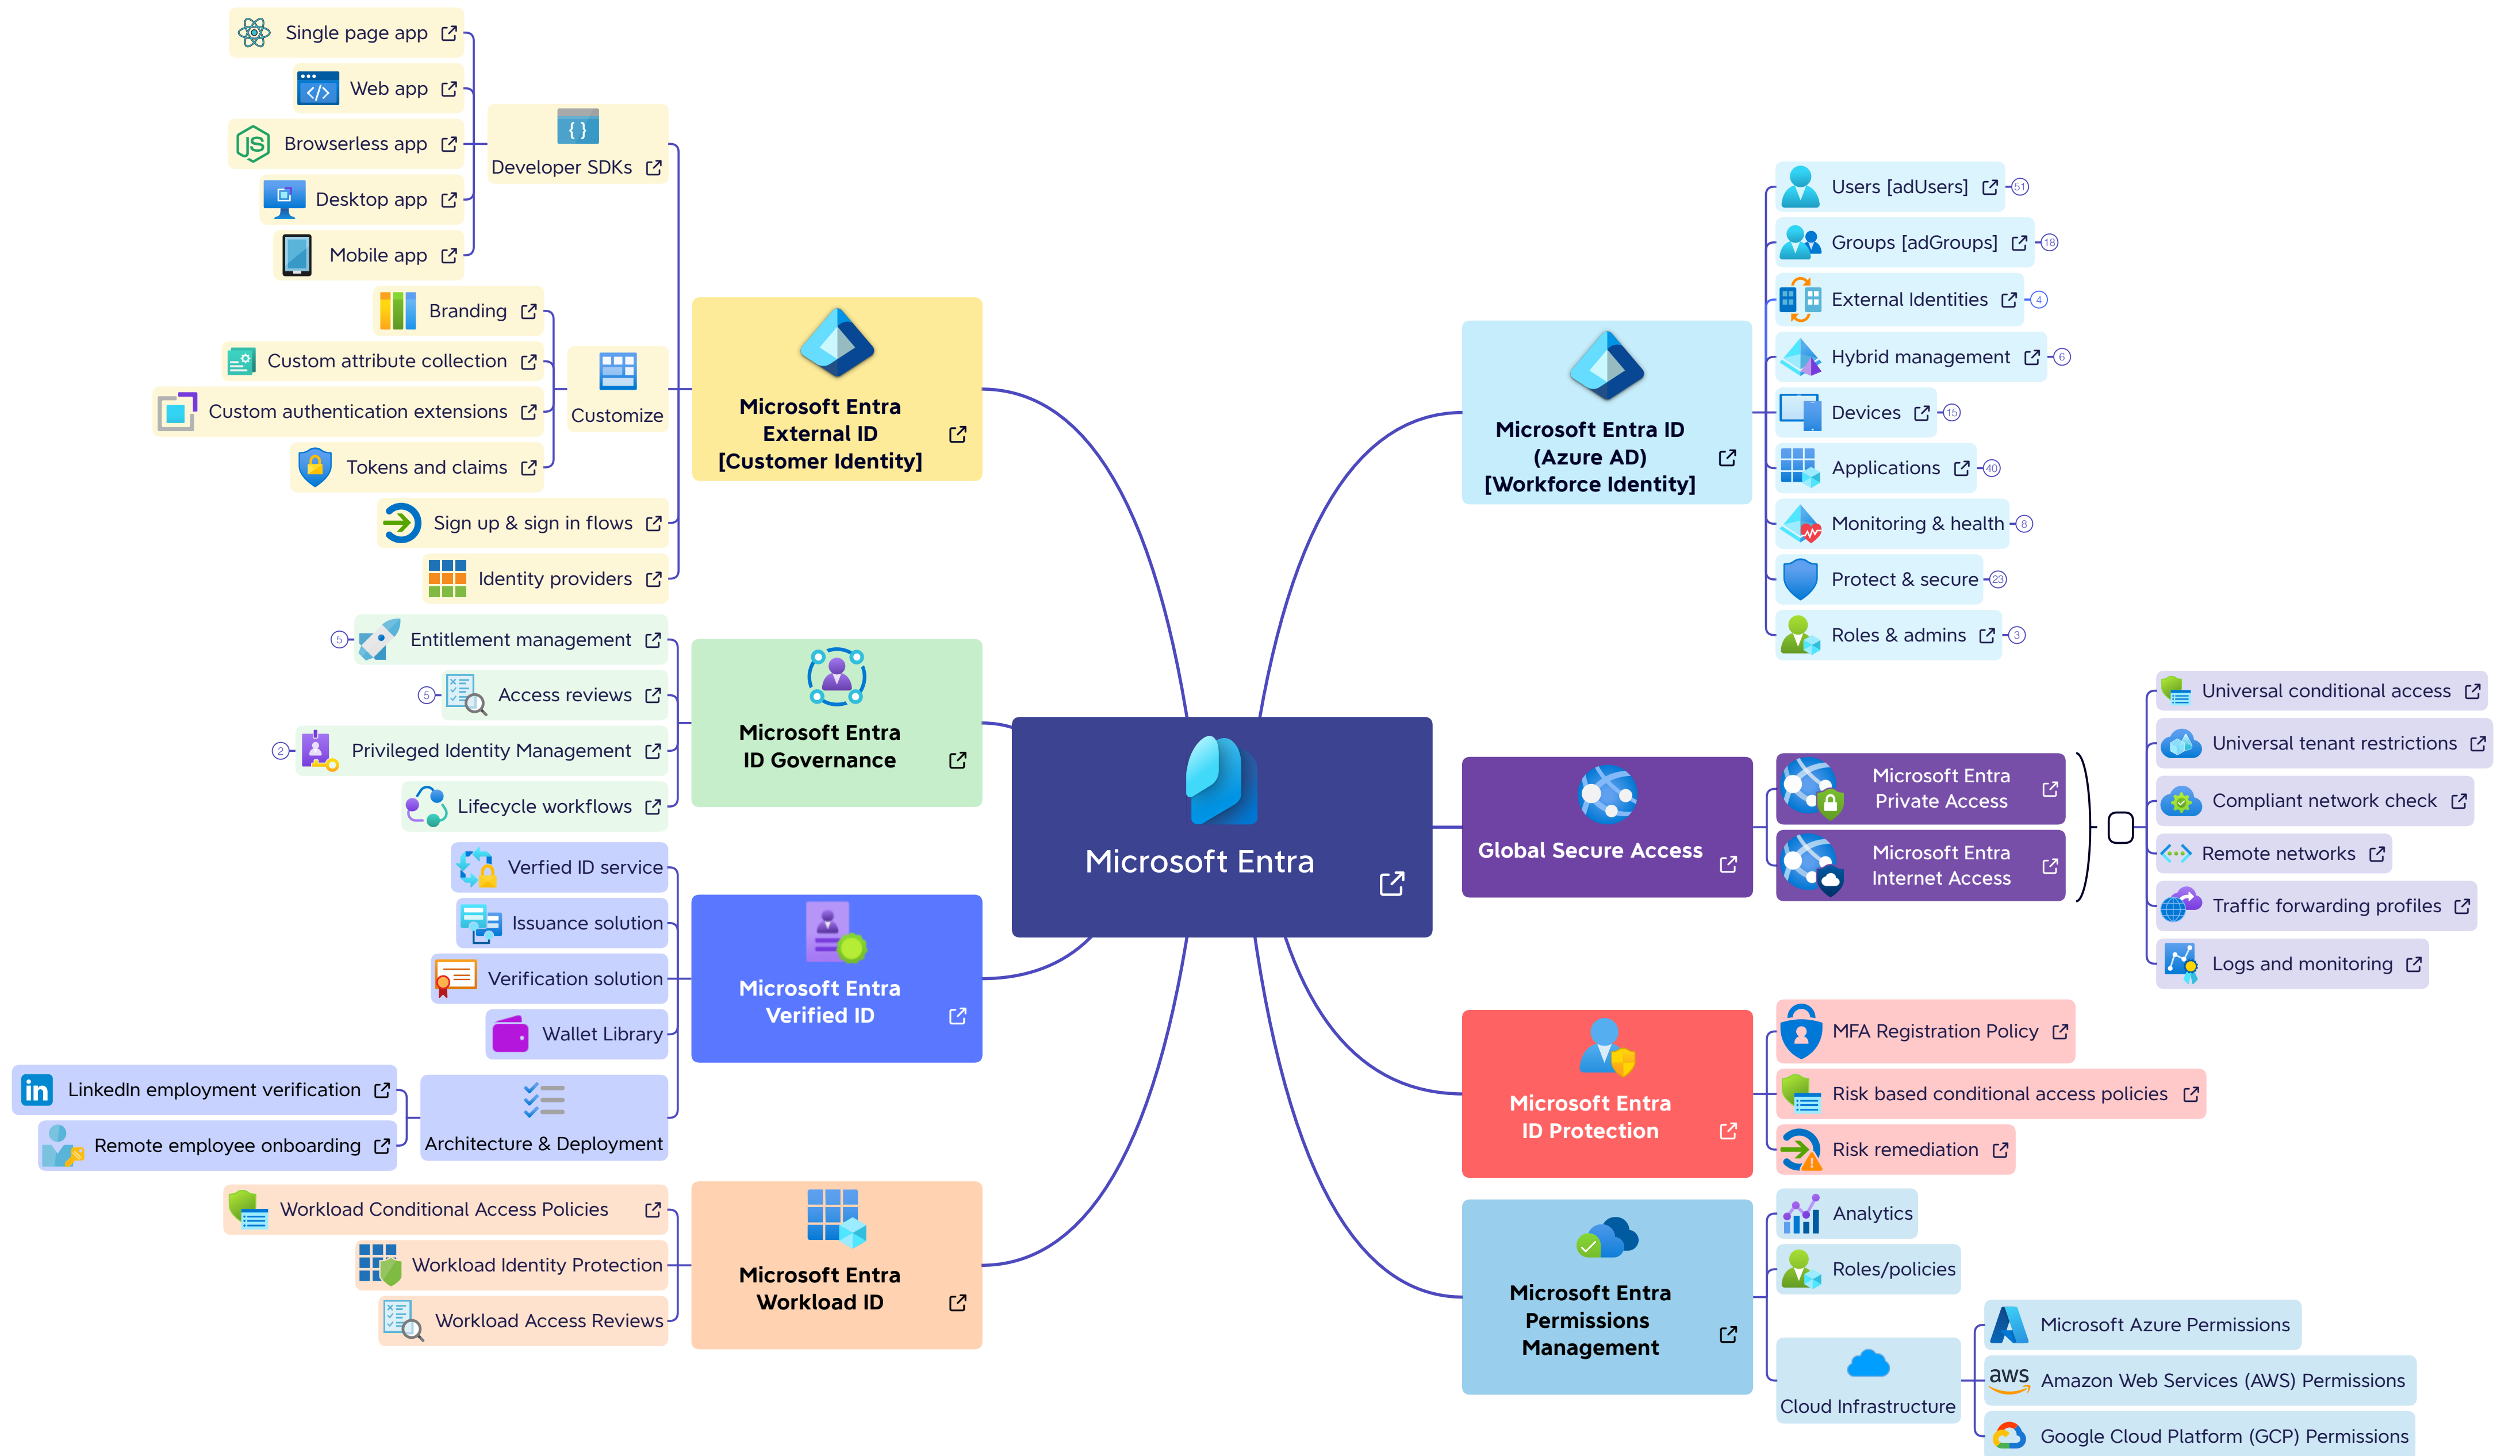 Single page app
Web app
Browserless app
Desktop app
Mobile app
{ }
Developer SDKs
Branding
Custom attribute collection
Custom authentication extensions
Tokens and claims
Customize
Sign up & sign in flows
Identity providers
Microsoft Entra
External ID
[Customer Identity]
5
Entitlement management
5
Access reviews
2
Privileged Identity Management
Lifecycle workflows
Microsoft Entra
ID Governance
Verfied ID service
Issuance solution
Verification solution
Wallet Library
in
LinkedIn employment verification
Remote employee onboarding
Architecture & Deployment
Microsoft Entra
Verified ID
Workload Conditional Access Policies
Workload Identity Protection
Workload Access Reviews
Microsoft Entra
Workload ID
Microsoft Entra
Microsoft Entra ID
(Azure AD)
[Workforce Identity]
Users [adUsers]
51
Groups [adGroups]
18
External Identities
4
Hybrid management
6
Devices
15
Applications
40
Monitoring & health
8
Protect & secure
23
Roles & admins
3
Global Secure Access
Microsoft Entra
Private Access
Microsoft Entra
Internet Access
Universal conditional access
Universal tenant restrictions
Compliant network check
Remote networks
Traffic forwarding profiles
Logs and monitoring
Microsoft Entra
ID Protection
MFA Registration Policy
Risk based conditional access policies
Risk remediation
Microsoft Entra
Permissions
Management
Analytics
Roles/policies
Cloud Infrastructure
Microsoft Azure Permissions
aws
Amazon Web Services (AWS) Permissions
Google Cloud Platform (GCP) Permissions